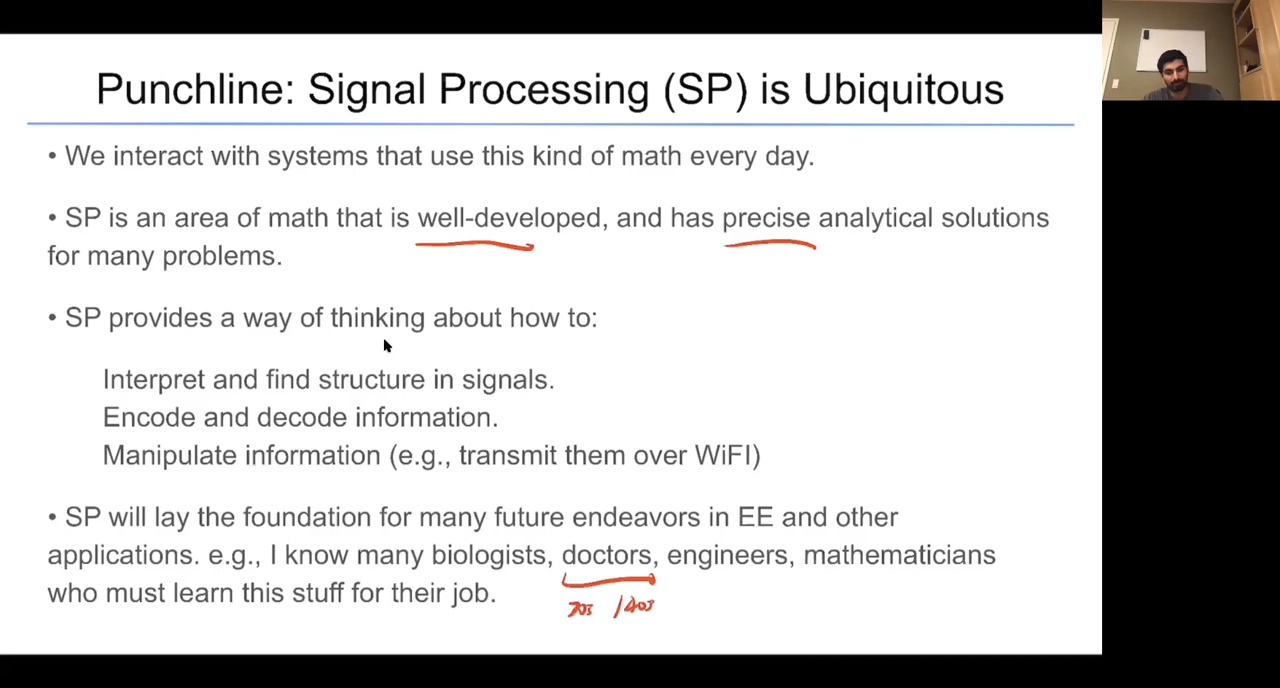 Punchline: Signal Processing (SP) is Ubiquitous
• We interact with systems that use this kind of math every day.
• SP is an area of math that is well-developed, and has precise analytical solutions
for many problems.
• SP provides a way of thinking about how to:
Interpret and find structure in signals.
Encode and decode information.
Manipulate information (e.g., transmit them over WiFI)
• SP will lay the foundation for many future endeavors in EE and other
applications. e.g., I know many biologists, doctors, engineers, mathematicians
who must learn this stuff for their job.